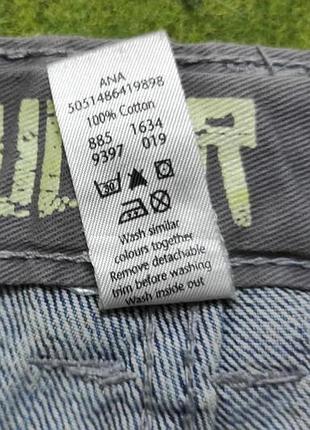 ANA
5051486419898
100% Cotton
885 1634
9397 019
30
Wash similar
colours together
Remove detachable
trim before washing
Wash inside out